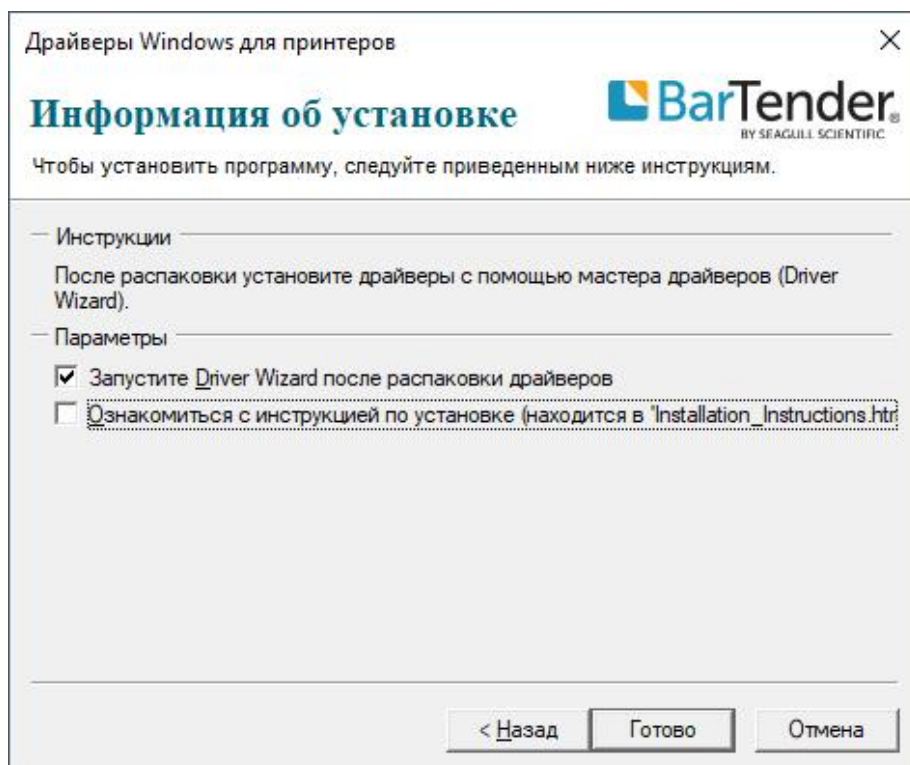 Драйверы Windows для принтеров
Информация об установке
BarTender®
BY SEAGULL SCIENTIFIC
Чтобы установить программу, следуйте приведенным ниже инструкциям.
Инструкции
После распаковки установите драйверы с помощью мастера драйверов (Driver
Wizard).
Параметры
Запустите Driver Wizard после распаковки драйверов
Ознакомиться с инструкцией по установке (находится в 'Installation_Instructions.htr
< Назад
Готово
Отмена